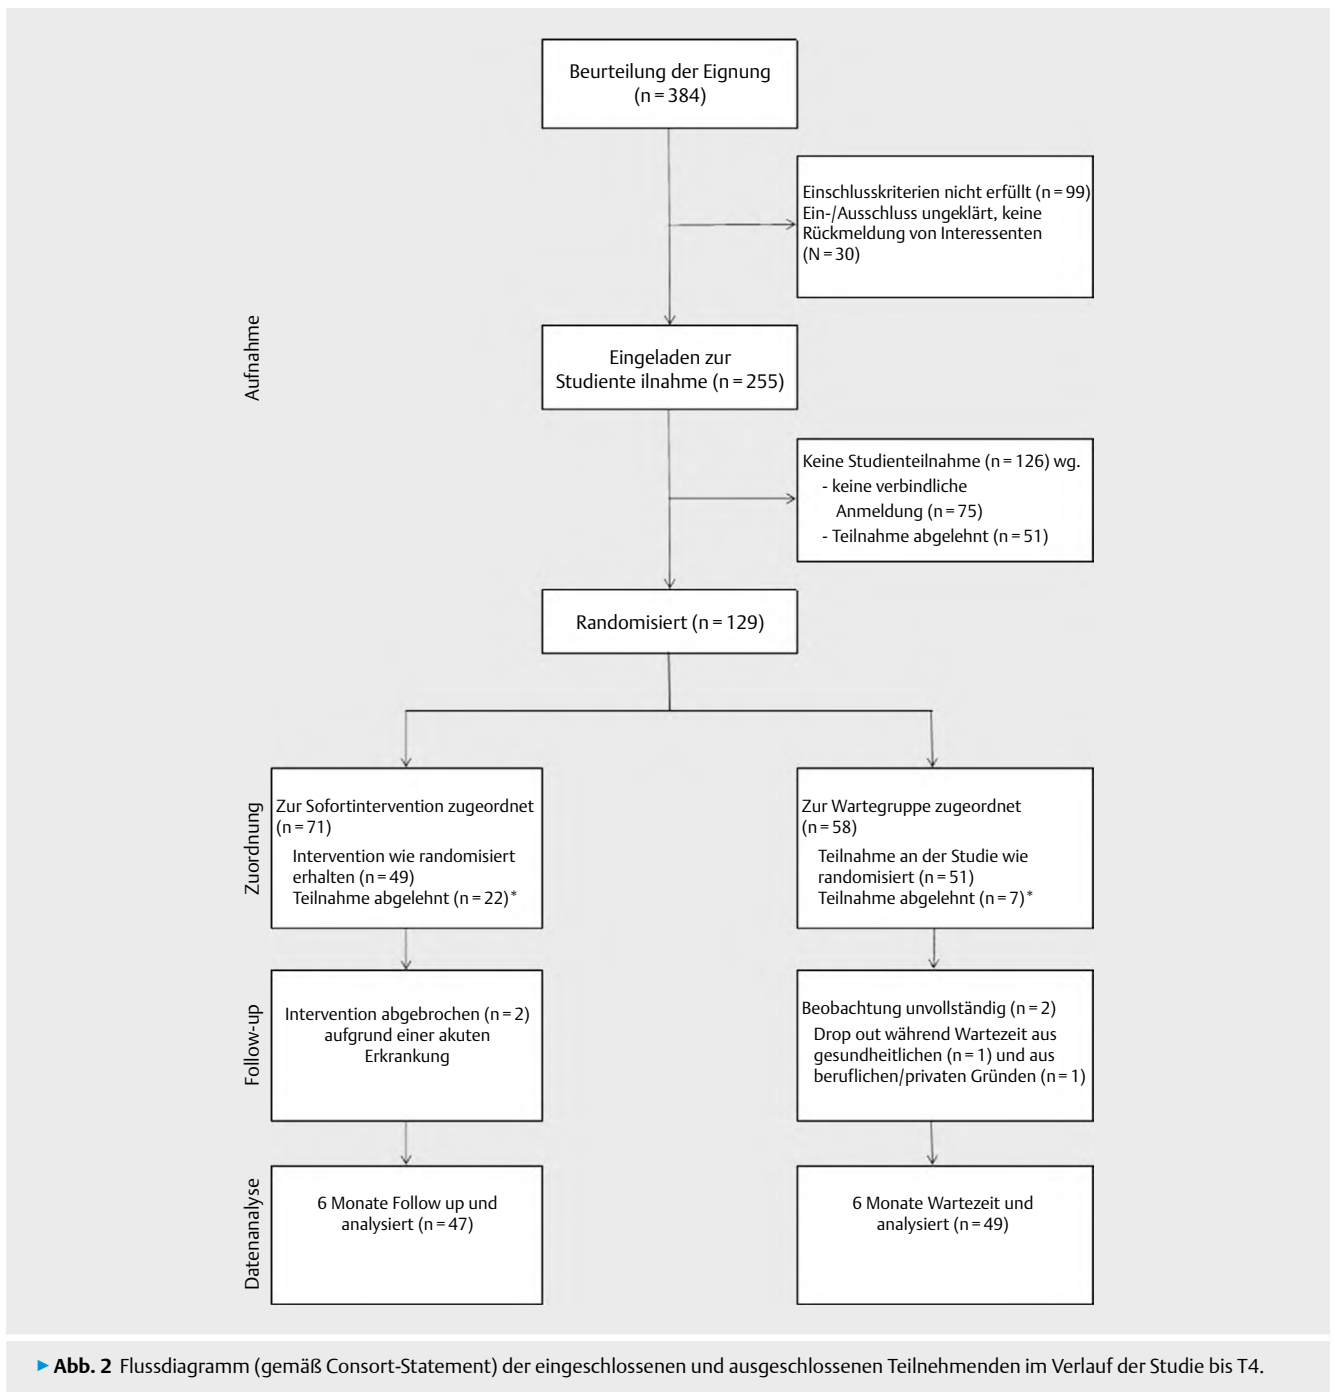 Beurteilung der Eignung
(n = 384)
Einschlusskriterien nicht erfüllt (n = 99)
Ein-/Ausschluss ungeklärt, keine
Rückmeldung von Interessenten
(N = 30)
Aufnahme
Eingeladen zur
Studiente ilnahme (n = 255)
Keine Studienteilnahme (n = 126) wg.
- keine verbindliche
Anmeldung (n = 75)
- Teilnahme abgelehnt (n = 51)
Randomisiert (n = 129)
Zuordnung
Zur Sofortintervention zugeordnet
(n = 71)
Intervention wie randomisiert
erhalten (n = 49)
Teilnahme abgelehnt (n = 22)*
Zur Wartegruppe zugeordnet
(n = 58)
Teilnahme an der Studie wie
randomisiert (n = 51)
Teilnahme abgelehnt (n = 7)*
Follow-up
Intervention abgebrochen (n = 2)
aufgrund einer akuten
Erkrankung
Beobachtung unvollständig (n = 2)
Drop out während Wartezeit aus
gesundheitlichen (n = 1) und aus
beruflichen/privaten Gründen (n = 1)
Datenanalyse
6 Monate Follow up und
analysiert (n = 47)
6 Monate Wartezeit und
analysiert (n = 49)
► Abb. 2 Flussdiagramm (gemäß Consort-Statement) der eingeschlossenen und ausgeschlossenen Teilnehmenden im Verlauf der Studie bis T4.